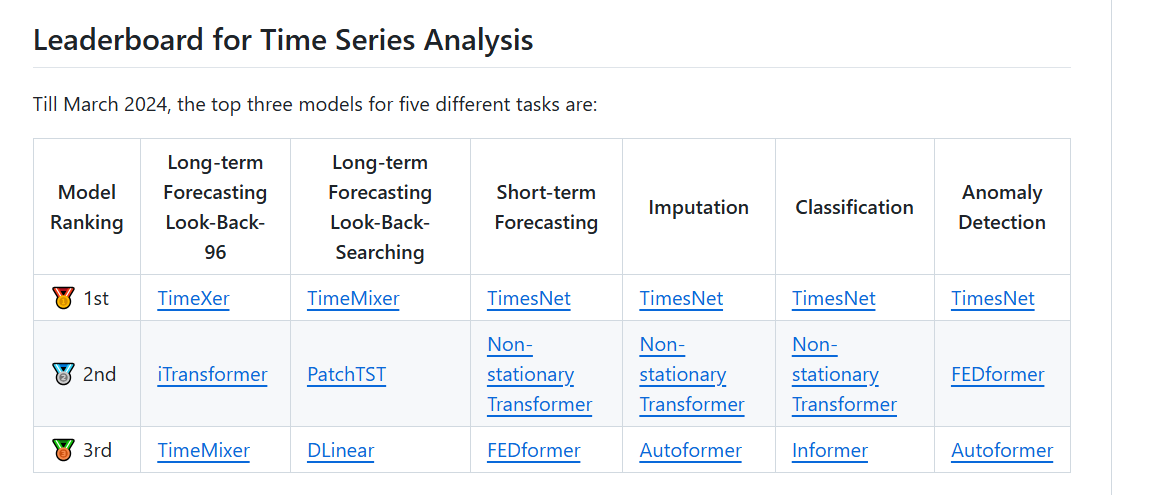 Leaderboard for Time Series Analysis
Till March 2024, the top three models for five different tasks are:
Model
Ranking
Long-term
Forecasting
Look-Back-
96
Long-term
Forecasting
Look-Back-
Searching
Short-term
Forecasting
Imputation
Classification
Anomaly
Detection
1st
TimeXer
TimeMixer
TimesNet
TimesNet
TimesNet
TimesNet
2nd
iTransformer
PatchTST
Non-
stationary
Transformer
Non-
stationary
Transformer
Non-
stationary
Transformer
FEDformer
3rd
TimeMixer
DLinear
FEDformer
Autoformer
Informer
Autoformer